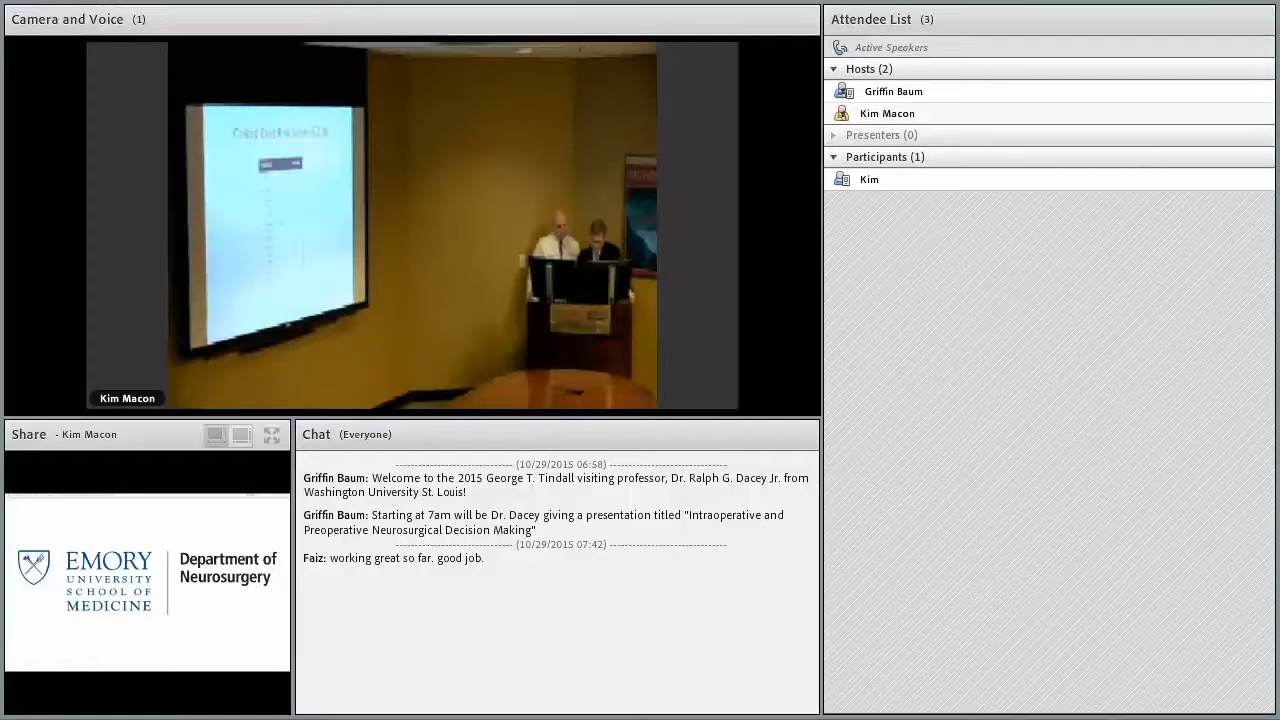 Camera and Voice (1)
Kim Macon
Attendee List (3)
Active Speakers
Hosts (2)
Griffin Baum
Kim Macon
Presenters (0)
Participants (1)
Kim
Share - Kim Macon
EMORY
UNIVERSITY
SCHOOL OF
MEDICINE
Department of
Neurosurgery
Chat (Everyone)
(10/29/2015 06:58)
Griffin Baum: Welcome to the 2015 George T. Tindall visiting professor, Dr. Ralph G. Dacey Jr. from
Washington University St. Louis!
Griffin Baum: Starting at 7am will be Dr. Dacey giving a presentation titled "Intraoperative and
Preoperative Neurosurgical Decision Making"
(10/29/2015 07:42)
Faiz: working great so far. good job.